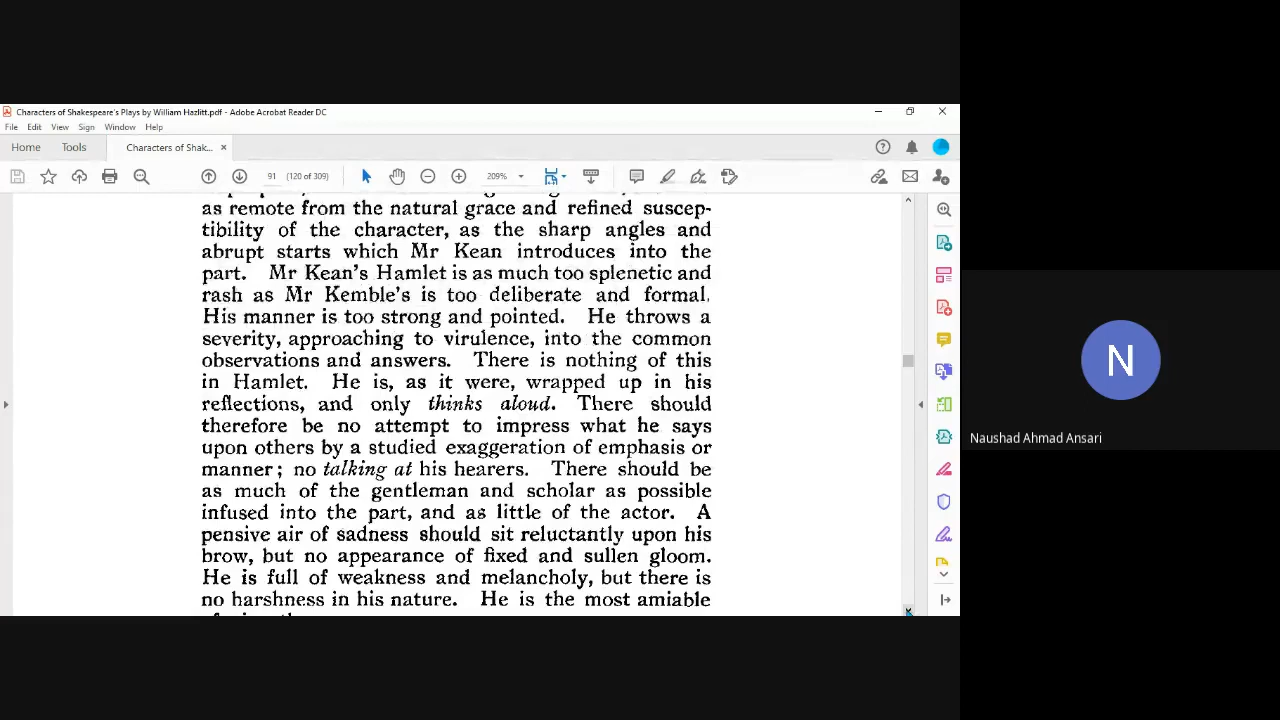 Characters of Shakespeare's Plays by William Hazlitt.pdf - Adobe Acrobat Reader DC
File Edit View Sign Window Help
Home Tools Characters of Shak... ×
91 (120 of 309) 209%
as remote from the natural grace and refined suscep-
tibility of the character, as the sharp angles and
abrupt starts which Mr Kean introduces into the
part. Mr Kean's Hamlet is as much too splenetic and
rash as Mr Kemble's is too deliberate and formal.
His manner is too strong and pointed. He throws a
severity, approaching to virulence, into the common
observations and answers. There is nothing of this
in Hamlet. He is, as it were, wrapped up in his
reflections, and only thinks aloud. There should
therefore be no attempt to impress what he says
upon others by a studied exaggeration of emphasis or
manner; no talking at his hearers. There should be
as much of the gentleman and scholar as possible
infused into the part, and as little of the actor. A
pensive air of sadness should sit reluctantly upon his
brow, but no appearance of fixed and sullen gloom.
He is full of weakness and melancholy, but there is
no harshness in his nature. He is the most amiable
N
Naushad Ahmad Ansari